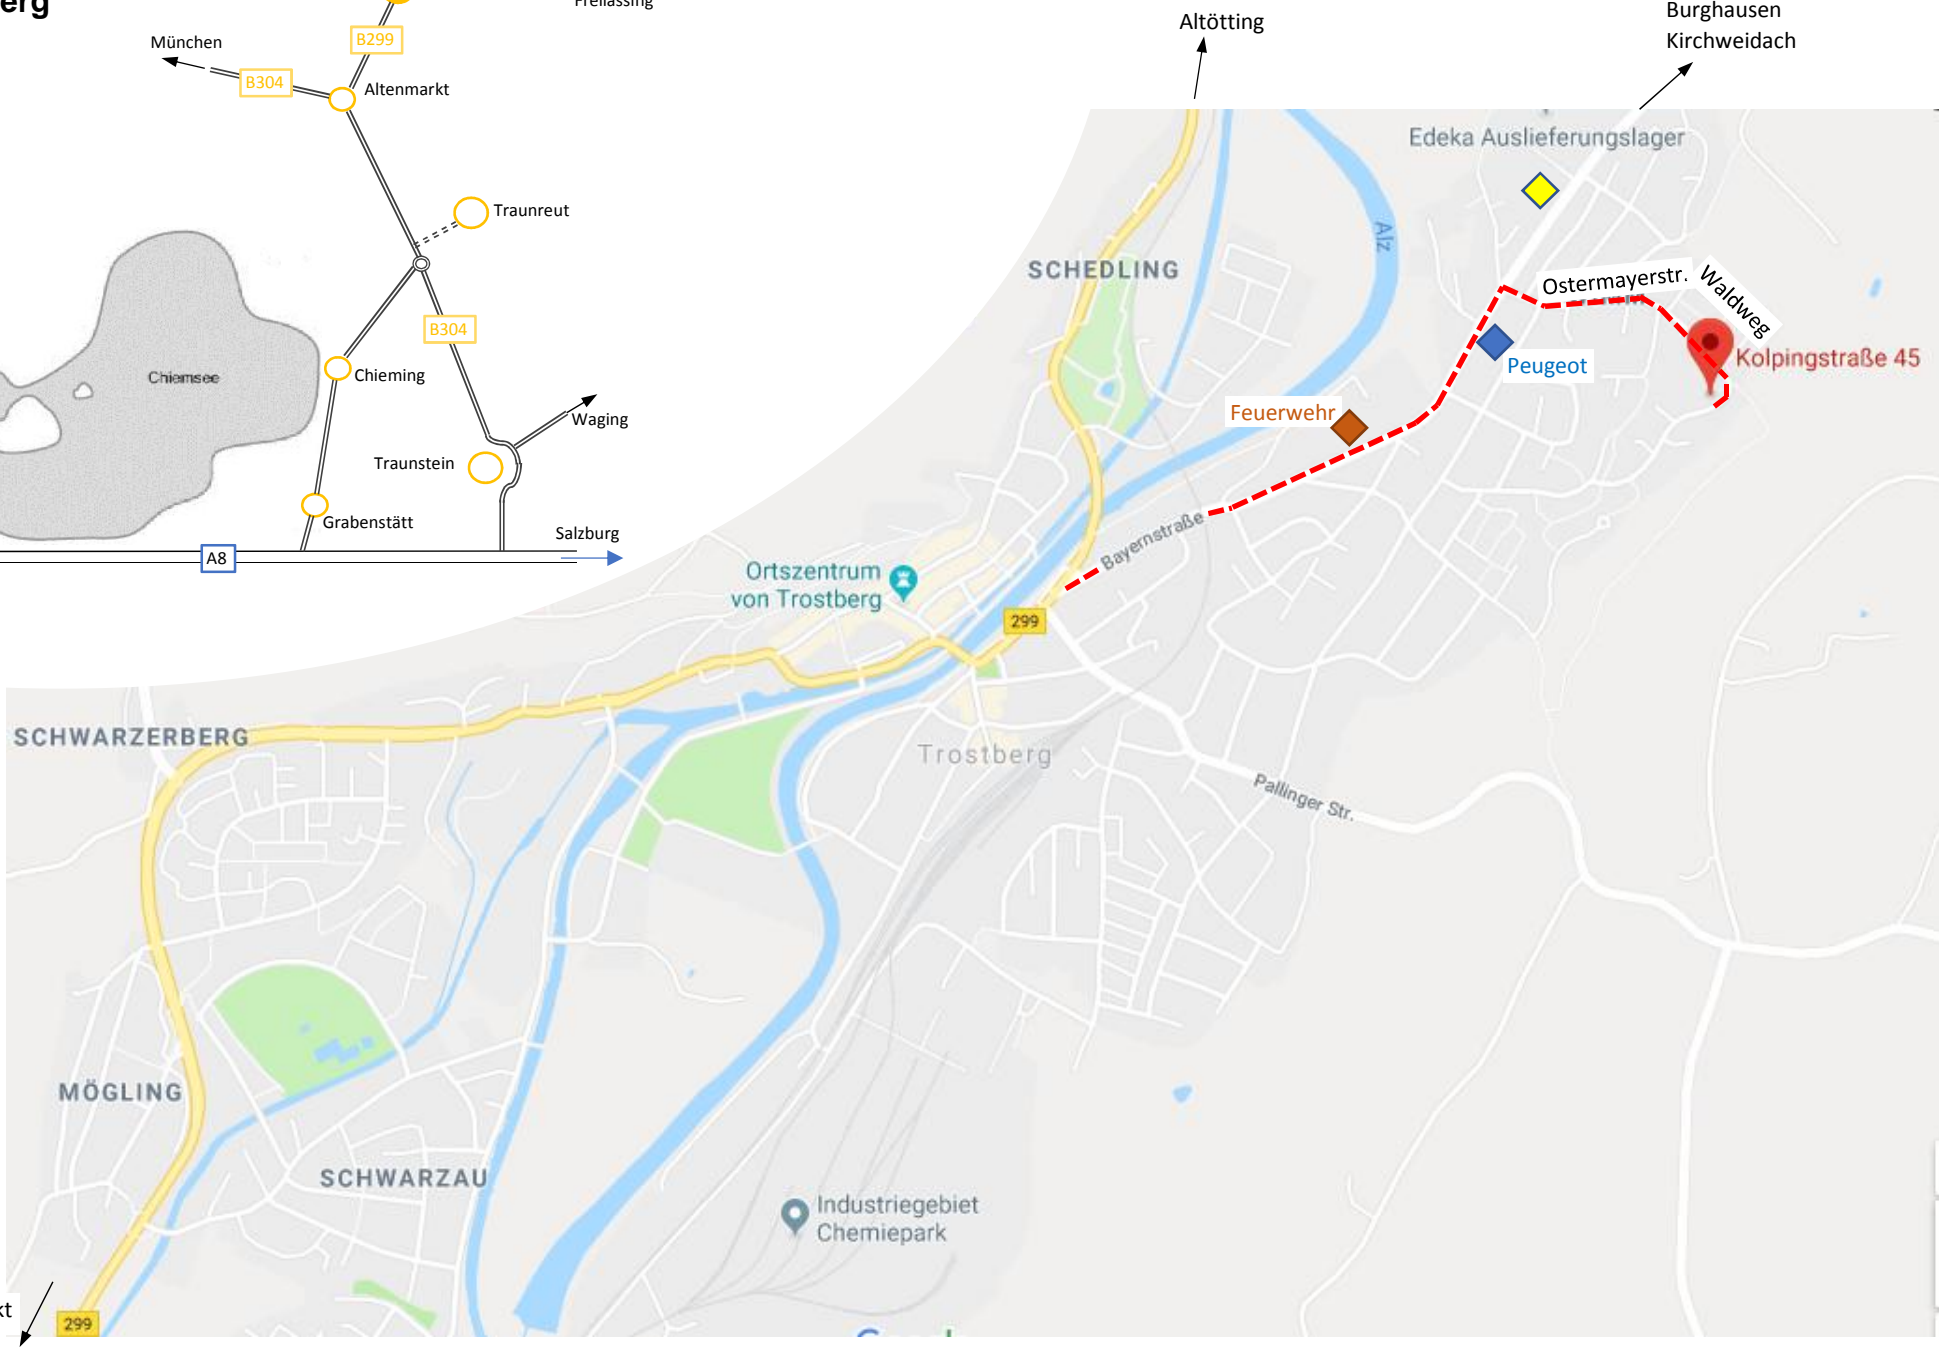 erg
Freilassing
B299
München
B304
Altenmarkt
Traunreut
B304
Chiemsee
Chieming
Waging
Traunstein
Grabenstätt
Salzburg
A8
Altötting
Burghausen
Kirchweidach
Edeka Auslieferungslager
Alz
SCHEDLING
Ostermayerstr.
Waldweg
Kolpingstraße 45
Peugeot
Feuerwehr
Bayernstraße
Ortszentrum
von Trostberg
299
SCHWARZERBERG
Trostberg
Pallinger Str.
MÖGLING
SCHWARZAU
Industriegebiet
Chemiepark
kt
299